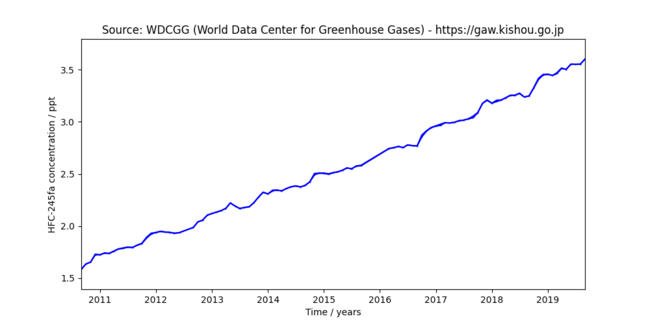 Source: WDCGG (World Data Center for Greenhouse Gases) - https://gaw.kishou.go.jp
HFC-245fa concentration / ppt
3.5
3.0
2.5
2.0
1.5
2011 2012 2013 2014 2015 2016 2017 2018 2019
Time / years